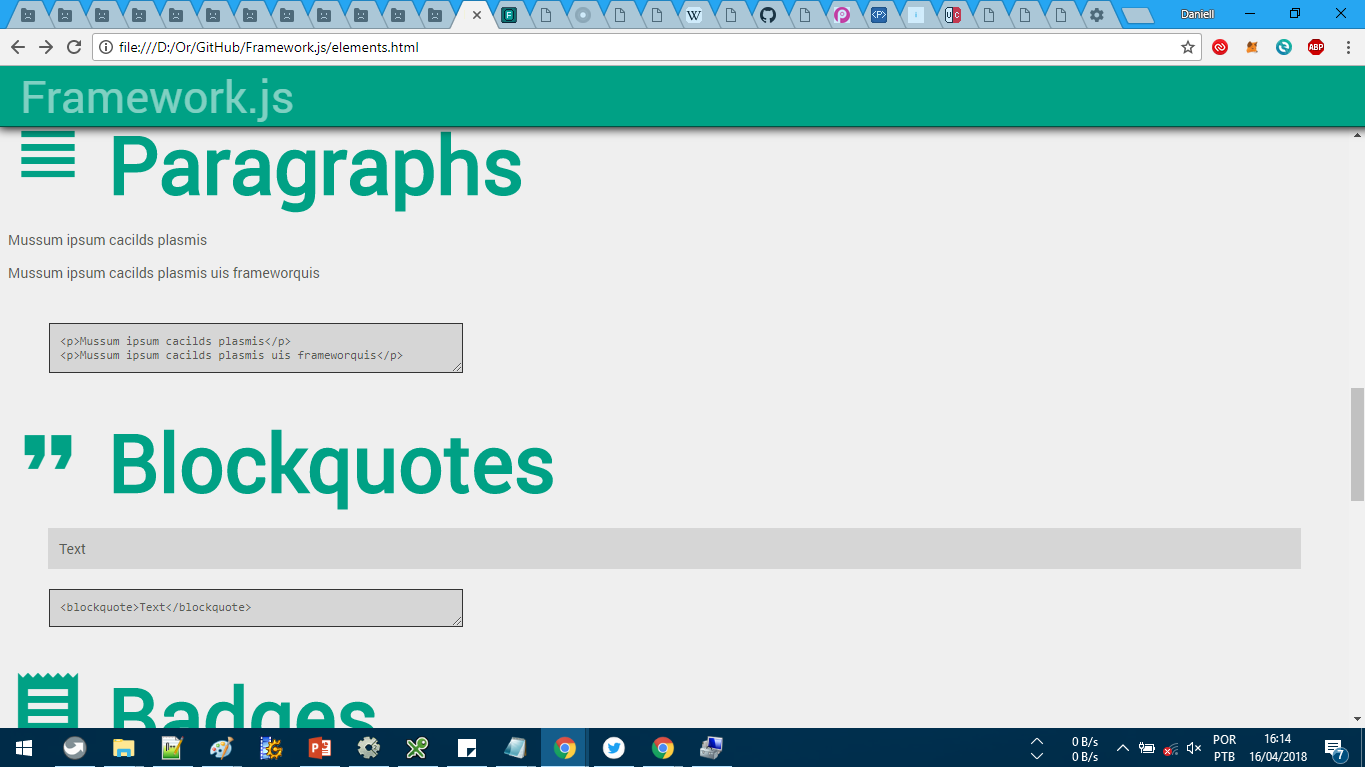 Daniell
file:///D:/Or/GitHub/Framework.js/elements.html
ABP
Framework.js
Paragraphs
Mussum ipsum cacilds plasmis
Mussum ipsum cacilds plasmis uis frameworquis
<p>Mussum ipsum cacilds plasmis</p>
<p>Mussum ipsum cacilds plasmis uis frameworquis</p>
Blockquotes
Text
<blockquote>Text</blockquote>
Badges
0 B/s
0 B/s
POR
PTB
16:14
16/04/2018
7